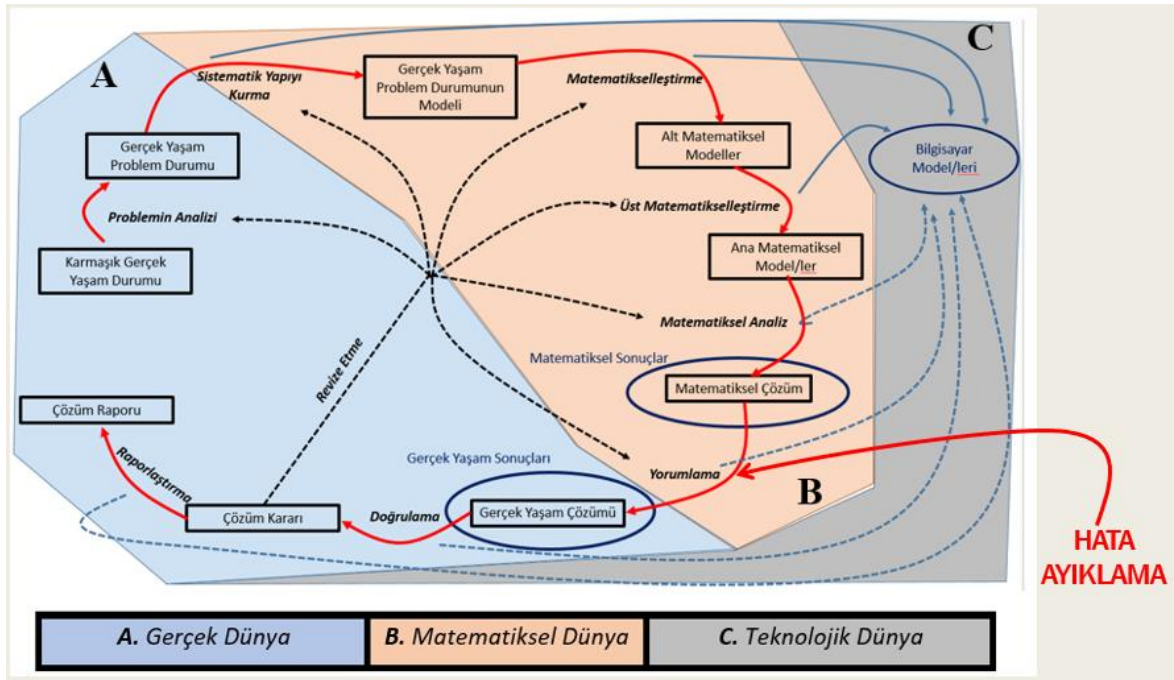 A
C
Sistematik Yapıyı
Kurma
Gerçek Yaşam
Problem Durumunun
Modeli
Matematikselleştirme
Gerçek Yaşam
Problem Durumu
Alt Matematiksel
Modeller
Bilgisayar
Model/leri
Problemin Analizi
Üst Matematikselleştirme
Karmaşık Gerçek
Yaşam Durumu
Ana Matematiksel
Model/ler
Matematiksel Analiz
Revize Etme
Matematiksel Sonuçlar
Matematiksel Çözüm
Çözüm Raporu
Raporlaştırma
Gerçek Yaşam Sonuçları
Yorumlama
B
Çözüm Kararı
Doğrulama
Gerçek Yaşam Çözümü
HATA
AYIKLAMA
A. Gerçek Dünya
B. Matematiksel Dünya
C. Teknolojik Dünya